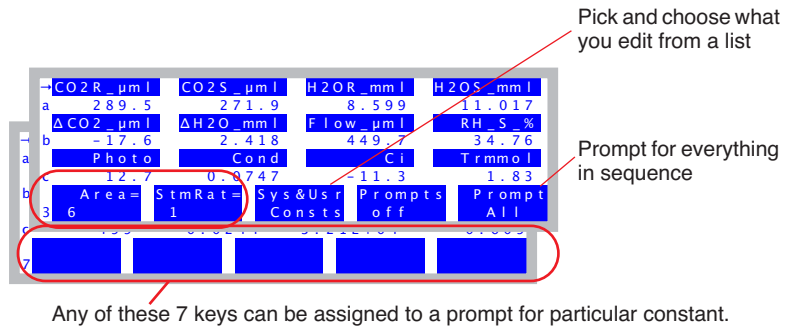 Pick and choose what
you edit from a list
→CO2R_µml CO2S_µml H2OR_mml H2OS_mml
a 289.5 271.9 8.599 11.017
ΔCO2_µml ΔH2O_mml Flow_µml RH_S_%
→ b -17.6 2.418 449.7 34.76
a Photo Cond Ci Trmmol
c 12.7 0.0747 -11.3 1.83
b Area= StmRat= Sys&Usr Prompts Prompt
3 6 1 Consts off All
c
7
Prompt for everything
in sequence
Any of these 7 keys can be assigned to a prompt for particular constant.